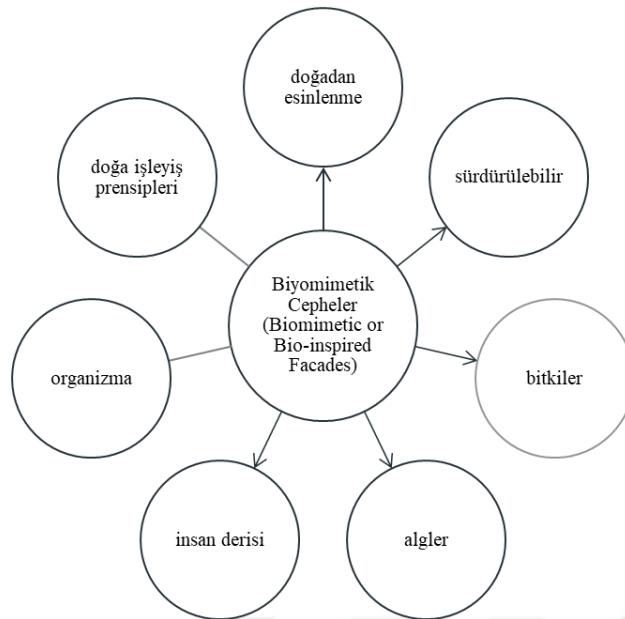 doğadan
esinlenme
doğa işleyiş
prensipleri
sürdürülebilir
Biyomimetik
Cepheler
(Biomimetic or
Bio-inspired
Facades)
organizma
bitkiler
insan derisi
algler